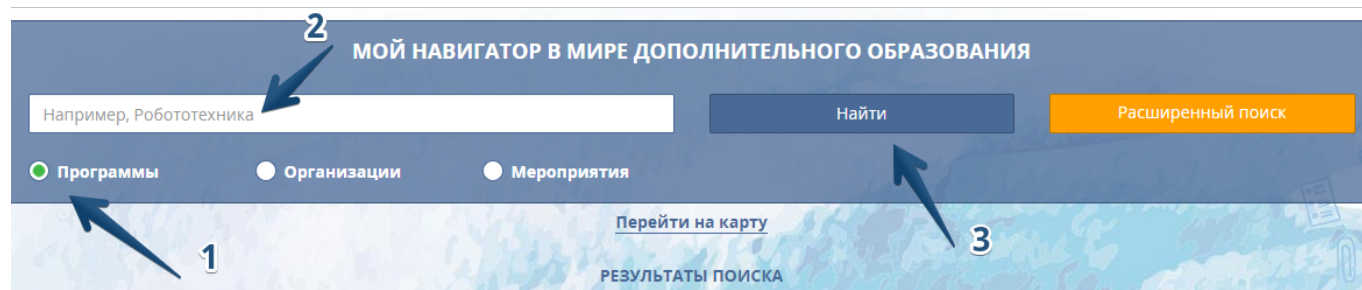 2
МОЙ НАВИГАТОР В МИРЕ ДОПОЛНИТЕЛЬНОГО ОБРАЗОВАНИЯ
Например, Робототехника
Найти
Расширенный поиск
Программы
Организации
Мероприятия
Перейти на карту
1
3
РЕЗУЛЬТАТЫ ПОИСКА